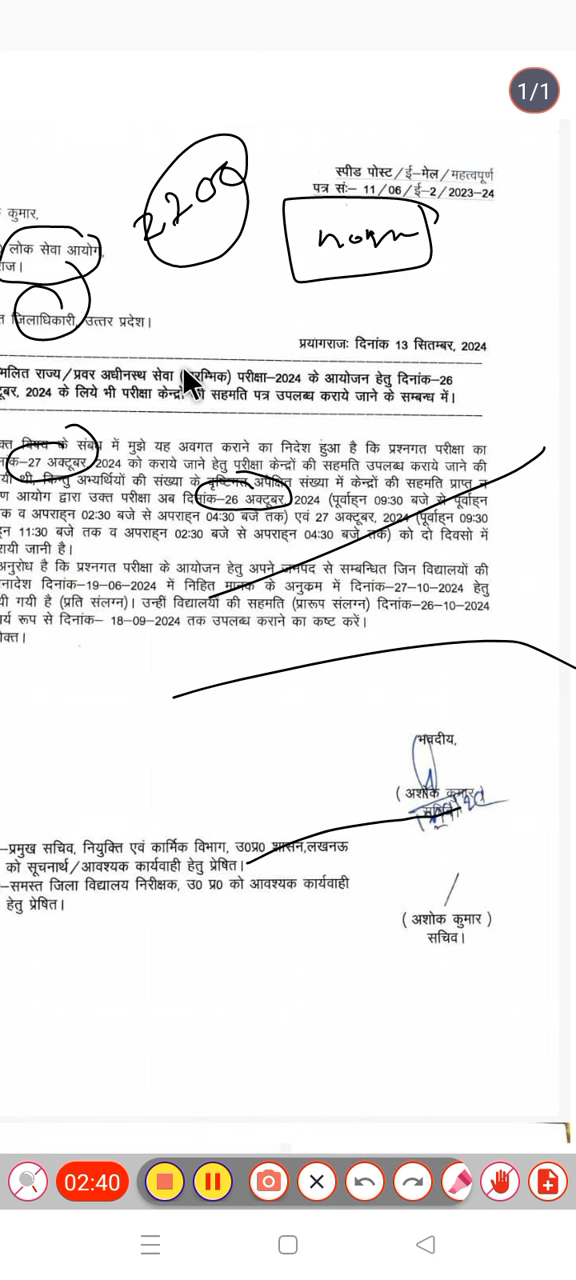 1/1
2200
स्पीड पोस्ट/ई-मेल/महत्वपूर्ण
पत्र संः- 11/06/ई-2/2023-24
कुमार,
लोक सेवा आयोग,
राज।
जिलाधिकारी, उत्तर प्रदेश।
प्रयागराजः दिनांक 13 सितम्बर, 2024
मलित राज्य/प्रवर अधीनस्थ सेवा रम्भिक) परीक्षा-2024 के आयोजन हेतु दिनांक-26
टूबर, 2024 के लिये भी परीक्षा केन्द्रों सहमति पत्र उपलब्ध कराये जाने के सम्बन्ध में।
क्त विषय के संबंध में मुझे यह अवगत कराने का निदेश हुआ है कि प्रश्नगत परीक्षा का
क-27 अक्टूबर, 2024 को कराये जाने हेतु परीक्षा केन्द्रों की सहमति उपलब्ध कराये जाने की
यी थी, किन्तु अभ्यर्थियों की संख्या के दृष्टिगत अपेक्षित संख्या में केन्द्रों की सहमति प्राप्त न
ण आयोग द्वारा उक्त परीक्षा अब दिनांक-26 अक्टूबर, 2024 (पूर्वाह्न 09:30 बजे से पूर्वाह्न
क व अपराह्न 02:30 बजे से अपराह्न 04:30 बजे तक) एवं 27 अक्टूबर, 2024 (पूर्वाह्न 09:30
न 11:30 बजे तक व अपराह्न 02:30 बजे से अपराह्न 04:30 बजे तक) को दो दिवसो में
रायी जानी है।
अनुरोध है कि प्रश्नगत परीक्षा के आयोजन हेतु अपने जनपद से सम्बन्धित जिन विद्यालयों की
नादेश दिनांक-19-06-2024 में निहित मानक के अनुकम में दिनांक-27-10-2024 हेतु
यी गयी है (प्रति संलग्न)। उन्हीं विद्यालयों की सहमति (प्रारूप संलग्न) दिनांक-26-10-2024
र्य रूप से दिनांक- 18-09-2024 तक उपलब्ध कराने का कष्ट करें।
ोक्त।
भवदीय,
(अशोक कुमार
सचिव
-प्रमुख सचिव, नियुक्ति एवं कार्मिक विभाग, उ0प्र0 शासन,लखनऊ
को सूचनार्थ/आवश्यक कार्यवाही हेतु प्रेषित।
-समस्त जिला विद्यालय निरीक्षक, उ0 प्र0 को आवश्यक कार्यवाही
हेतु प्रेषित।
(अशोक कुमार )
सचिव।
02:40